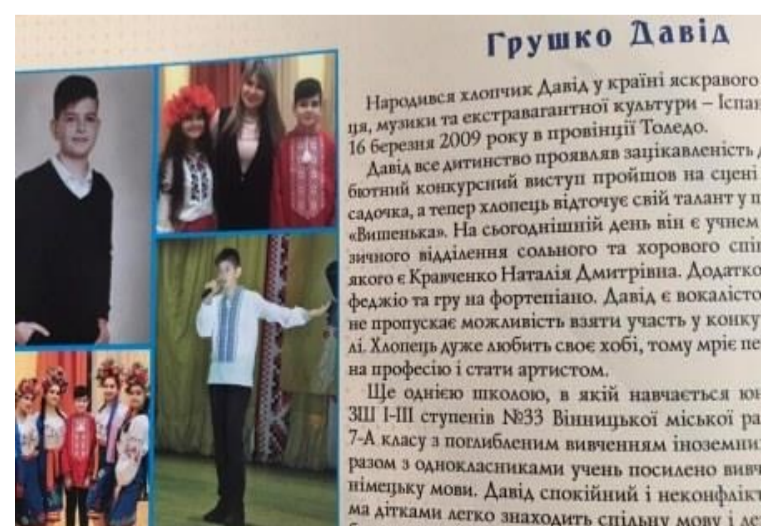 Грушко Давід
Народився хлопчик Давід у країні яскравого
ця, музики та екстравагантної культури – Іспан
16 березня 2009 року в провінції Толедо.
Давід все дитинство проявляв зацікавленість д
бютний конкурсний виступ пройшов на сцені
садочка, а тепер хлопець відточує свій талант у п
«Вишенька». На сьогоднішній день він є учнем
зичного відділення сольного та хорового спів
якого є Кравченко Наталія Дмитрівна. Додатко
феджіо та гру на фортепіано. Давід є вокалісто
не пропускає можливість взяти участь у конку
лі. Хлопець дуже любить своє хобі, тому мріє пе
на професію і стати артистом.
Ще однією школою, в якій навчається юн
ЗШ І-ІІІ ступенів №33 Вінницької міської ра
7-А класу з поглибленим вивченням іноземни
разом з однокласниками учень посилено вивч
німецьку мови. Давід спокійний і неконфлікт
ма дітками легко знаходить спільну мову і